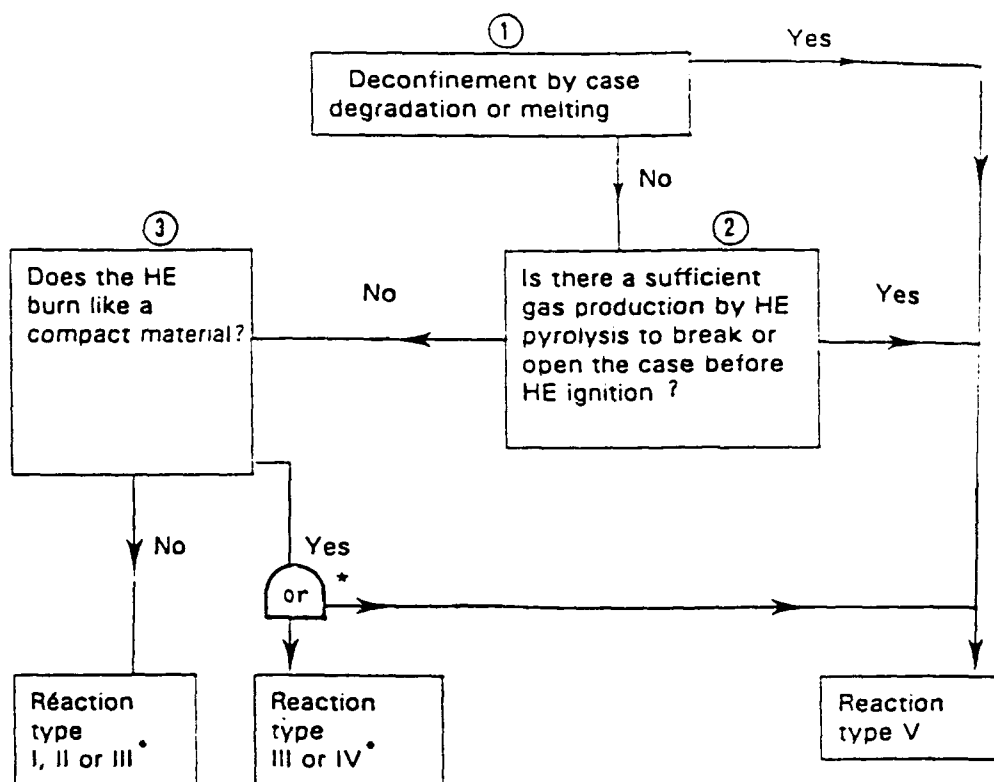 ①
Yes
Deconfinement by case
degradation or melting
No
③
②
Does the HE
burn like a
compact material?
No
Is there a sufficient
gas production by HE
pyrolysis to break or
open the case before
HE ignition ?
Yes
No
Yes
or *
Réaction
type
I, II or III*
Reaction
type
III or IV*
Reaction
type V